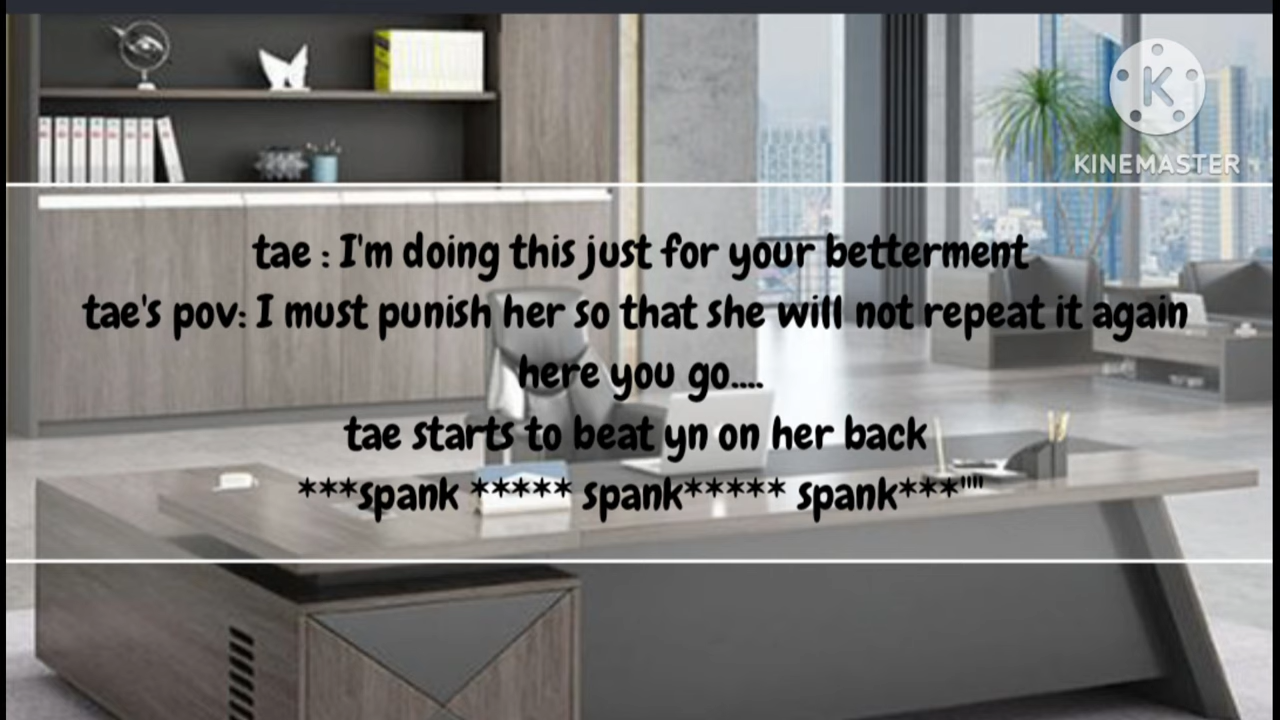 KINEMASTER
tae : I'm doing this just for your betterment
tae's pov: I must punish her so that she will not repeat it again
here you go....
tae starts to beat yn on her back
***spank ***** spank***** spank***""